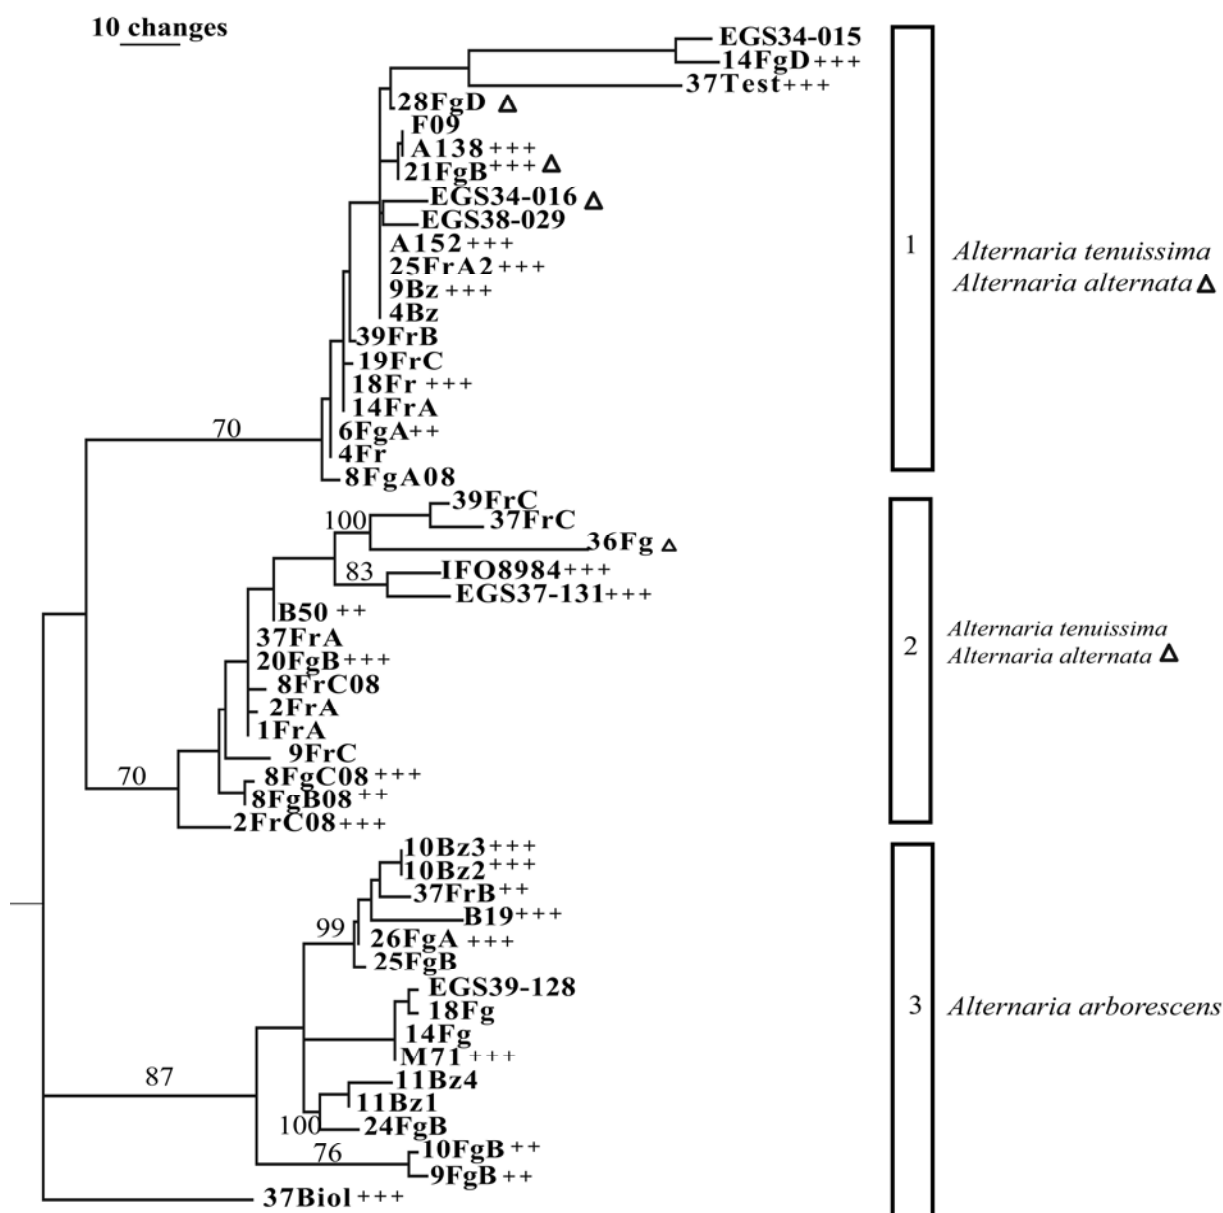 10 changes
EGS34-015
14FgD +++
37Test +++
28FgD Δ
F09
A138 +++
21FgB +++ Δ
EGS34-016 Δ
EGS38-029
A152 +++
25FrA2 +++
9Bz +++
4Bz
39FrB
19FrC
18Fr +++
14FrA
70
6FgA ++
4Fr
8FgA08
1
Alternaria tenuissima
Alternaria alternata Δ
39FrC
100
37FrC
36Fg Δ
83
IFO8984 +++
EGS37-131 +++
B50 ++
37FrA
20FgB +++
8FrC08
2FrA
1FrA
9FrC
70
8FgC08 +++
8FgB08 ++
2FrC08 +++
2
Alternaria tenuissima
Alternaria alternata Δ
10Bz3 +++
10Bz2 +++
37FrB ++
B19 +++
99
26FgA +++
25FgB
EGS39-128
18Fg
14Fg
M71 +++
87
11Bz4
11Bz1
100
24FgB
76
10FgB ++
9FgB ++
37Biol +++
3
Alternaria arborescens